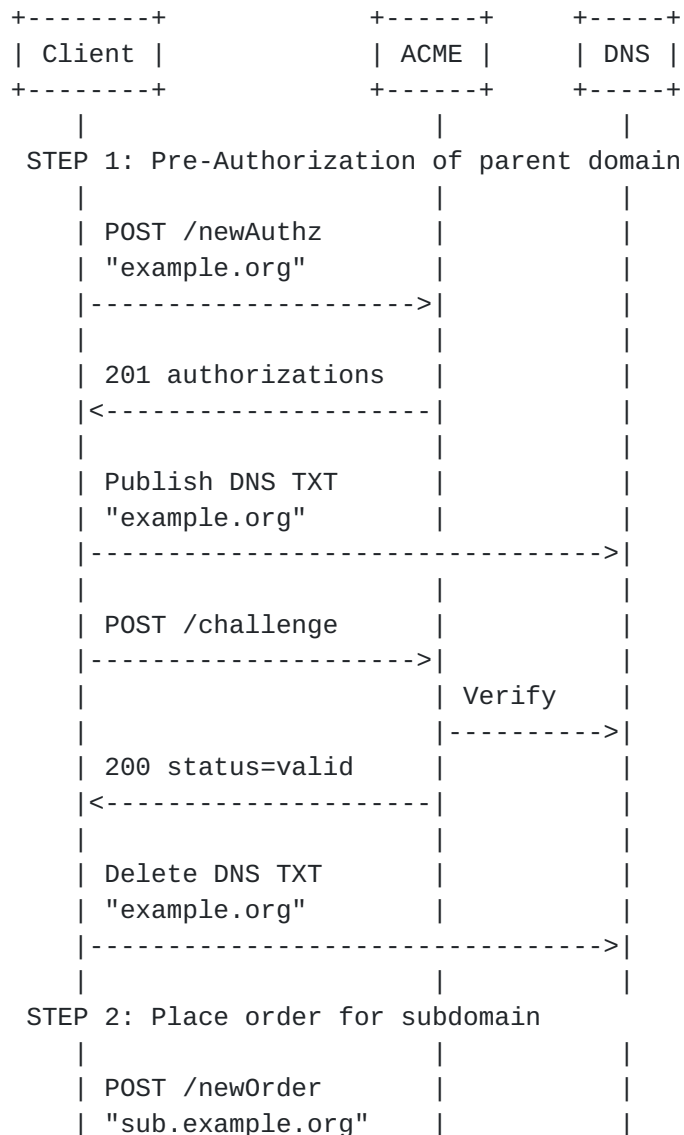 +--------+             +------+     +-----+
| Client |             | ACME |     | DNS |
+--------+             +------+     +-----+
    |                      |           |
 STEP 1: Pre-Authorization of parent domain
    |                      |           |
    | POST /newAuthz       |           |
    | "example.org"        |           |
    |--------------------->|           |
    |                      |           |
    | 201 authorizations   |           |
    |<---------------------|           |
    |                      |           |
    | Publish DNS TXT      |           |
    | "example.org"        |           |
    |--------------------------------->|
    |                      |           |
    | POST /challenge      |           |
    |--------------------->|           |
    |                      | Verify    |
    |                      |---------->|
    | 200 status=valid     |           |
    |<---------------------|           |
    |                      |           |
    | Delete DNS TXT       |           |
    | "example.org"        |           |
    |--------------------------------->|
    |                      |           |
 STEP 2: Place order for subdomain
    |                      |           |
    | POST /newOrder       |           |
    | "sub.example.org"    |           |